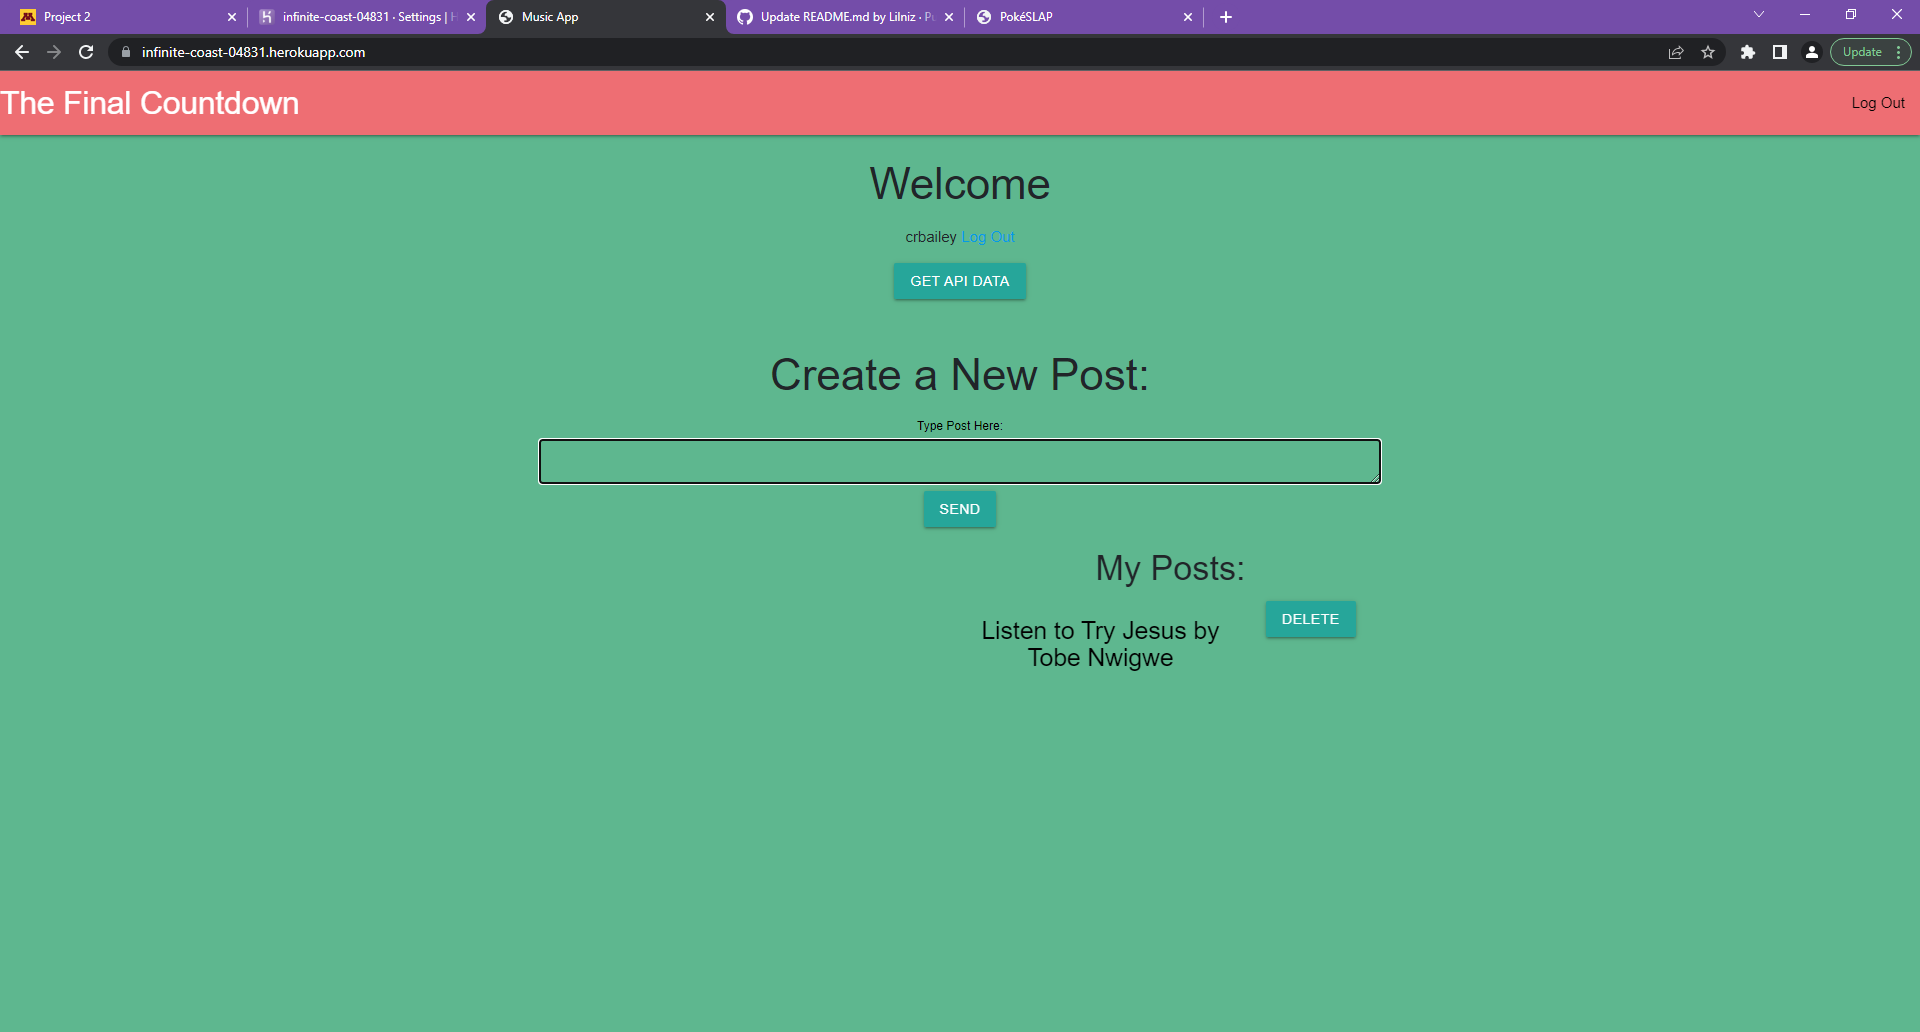 Project 2
infinite-coast-04831 · Settings | H
Music App
Update README.md by Lilniz · Pu
PokéSLAP
infinite-coast-04831.herokuapp.com
Update
The Final Countdown
Log Out
Welcome
crbailey Log Out
GET API DATA
Create a New Post:
Type Post Here:
SEND
My Posts:
Listen to Try Jesus by
Tobe Nwigwe
DELETE